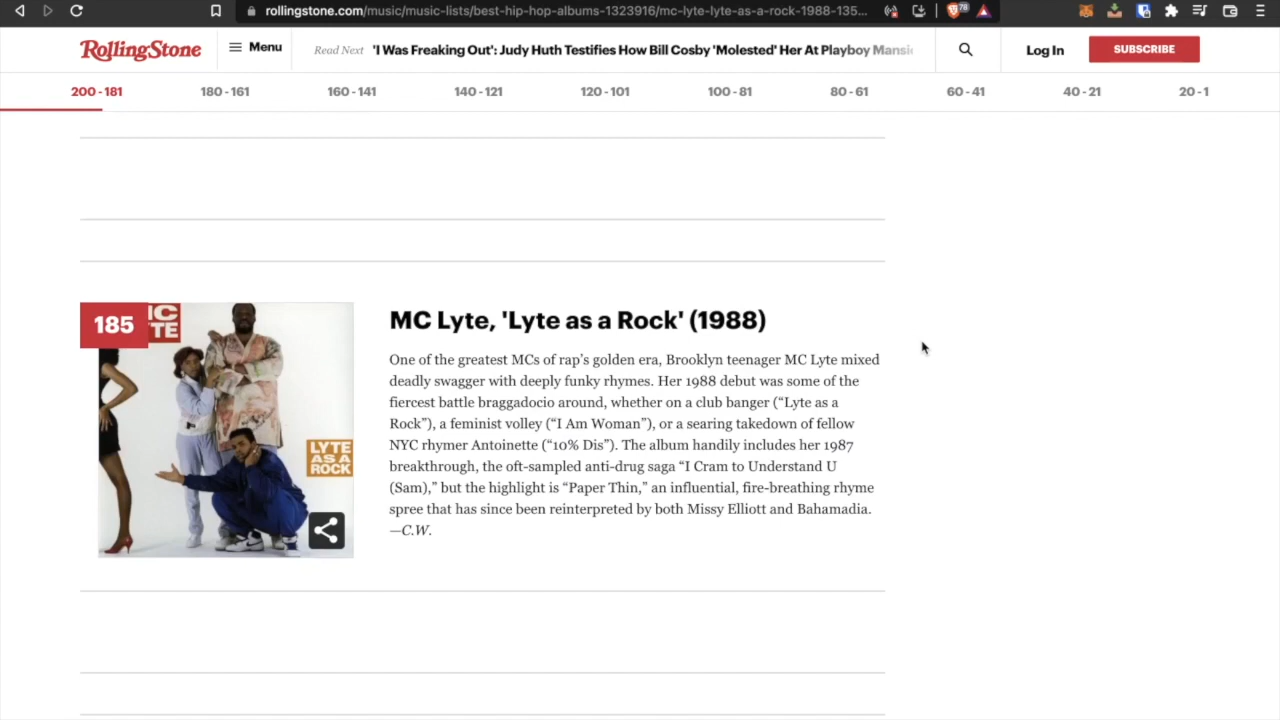 rollingstone.com/music/music-lists/best-hip-hop-albums-1323916/mc-lyte-lyte-as-a-rock-1988-135...
78
RollingStone
Menu
Read Next 'I Was Freaking Out': Judy Huth Testifies How Bill Cosby 'Molested' Her At Playboy Mansi
Log In
SUBSCRIBE
200 - 181
180 - 161
160 - 141
140 - 121
120 - 101
100 - 81
80 - 61
60 - 41
40 - 21
20 - 1
185
MC Lyte, 'Lyte as a Rock' (1988)
One of the greatest MCs of rap's golden era, Brooklyn teenager MC Lyte mixed
deadly swagger with deeply funky rhymes. Her 1988 debut was some of the
fiercest battle braggadocio around, whether on a club banger (“Lyte as a
Rock”), a feminist volley (“I Am Woman”), or a searing takedown of fellow
NYC rhymer Antoinette (“10% Dis”). The album handily includes her 1987
breakthrough, the oft-sampled anti-drug saga “I Cram to Understand U
(Sam),” but the highlight is “Paper Thin,” an influential, fire-breathing rhyme
spree that has since been reinterpreted by both Missy Elliott and Bahamadia.
—C.W.
LYTE
AS A
ROCK